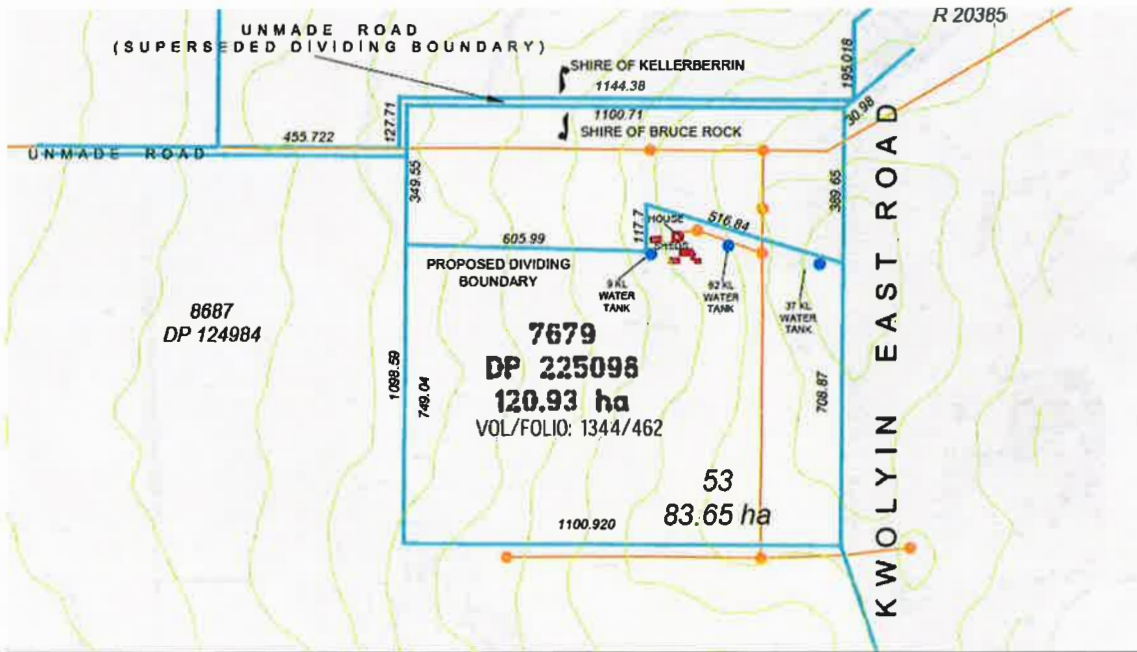 R 20385
UNMADE ROAD
(SUPERSEDED DIVIDING BOUNDARY)
195.018
SHIRE OF KELLERBERRIN
1144.38
30.98
127.71
1100.71
SHIRE OF BRUCE ROCK
455.722
UNMADE ROAD
349.55
389.65
KWOLYIN EAST ROAD
117.7
516.84
HOUSE
SHEDS
605.99
PROPOSED DIVIDING
BOUNDARY
9 KL
WATER
TANK
92 KL
WATER
TANK
37 KL
WATER
TANK
8687
DP 124984
7679
DP 225098
120.93 ha
VOL/FOLIO: 1344/462
1098.59
749.04
708.87
53
83.65 ha
1100.920